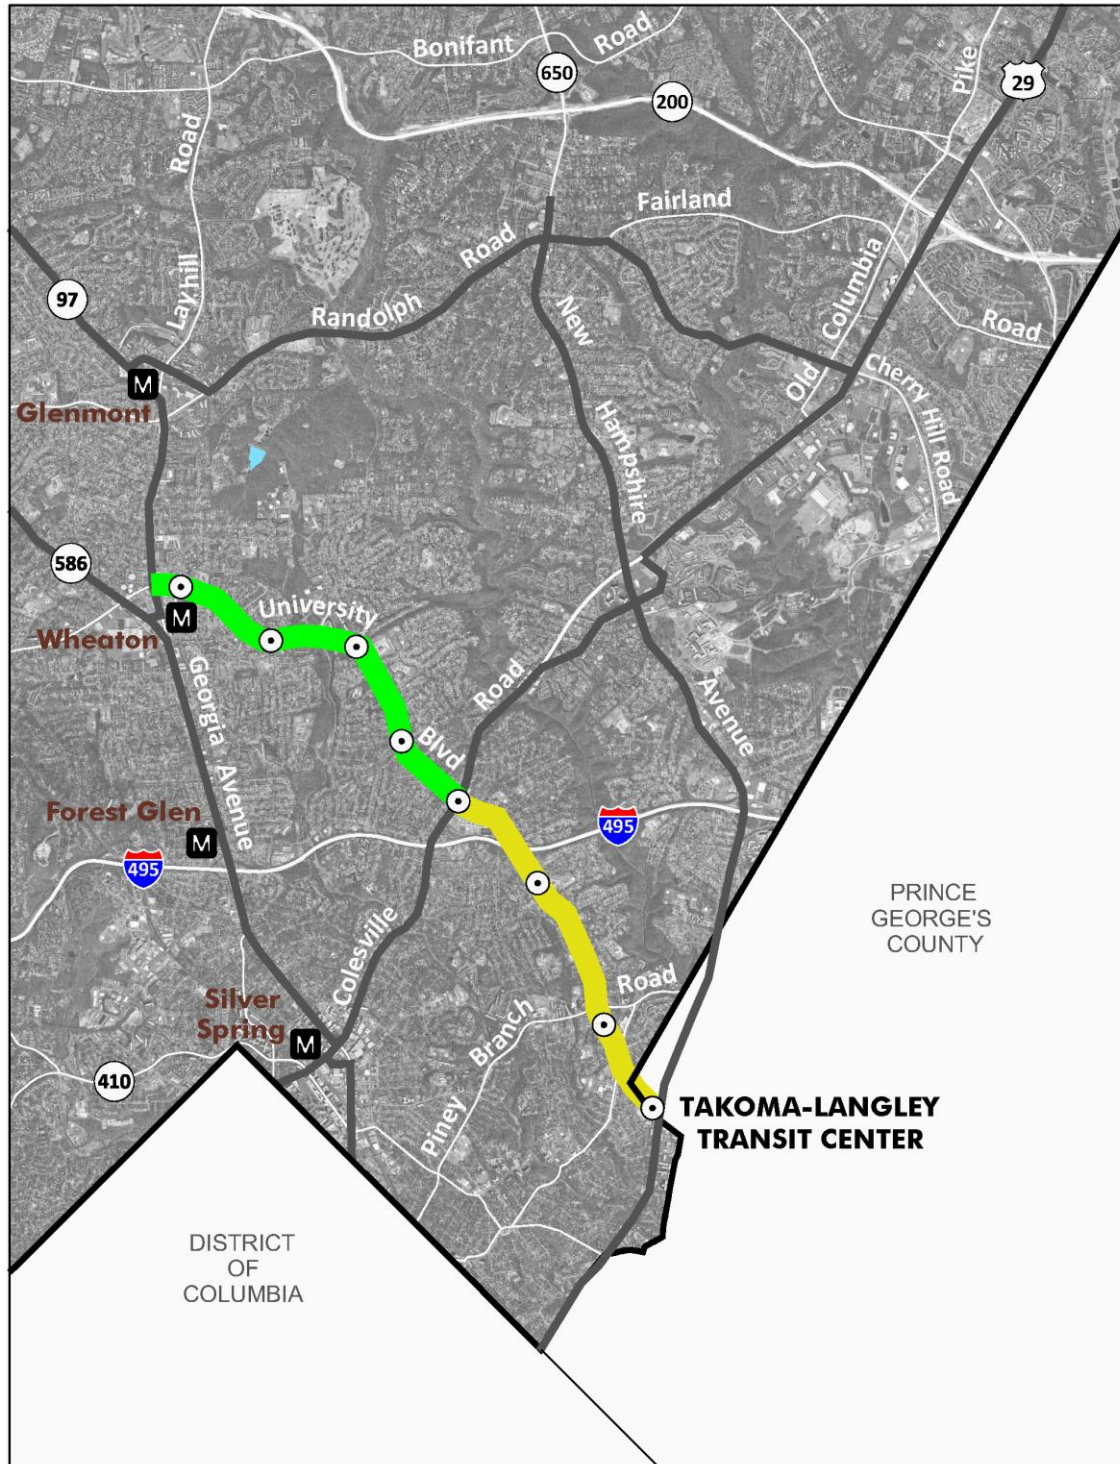 Bonifant Road
650
200
Pike
29
Road
Fairland
Road
Layhill
97
Randolph
New
Columbia
Road
Old
Cherry Hill Road
M
Glenmont
Hampshire
586
University
M
Wheaton
Road
Georgia
Avenue
Blvd
Avenue
Forest Glen
M
495
495
PRINCE
GEORGE'S
COUNTY
Colesville
Silver
Spring
M
Road
Branch
Piney
410
TAKOMA-LANGLEY
TRANSIT CENTER
DISTRICT
OF
COLUMBIA